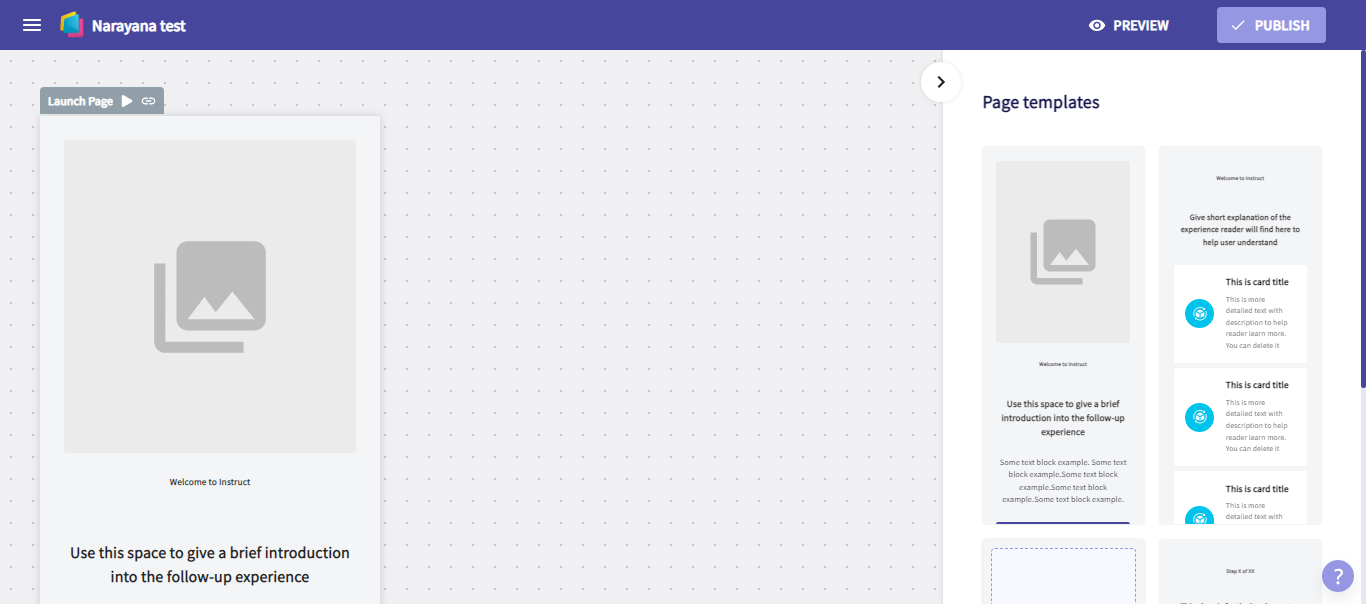 Narayana test
PREVIEW
PUBLISH
Launch Page
Welcome to Instruct
Use this space to give a brief introduction
into the follow-up experience
Page templates
Welcome to Instruct
Use this space to give a brief
introduction into the follow-up
experience
Some text block example. Some text
block example.Some text block
example.Some text block
example.Some text block example.
Welcome to Instruct
Give short explanation of the
experience reader will find here to
help user understand
This is card title
This is more
detailed text with
description to help
reader learn more.
You can delete it
This is card title
This is more
detailed text with
description to help
reader learn more.
You can delete it
This is card title
This is more
detailed text with
Step X of XX
?